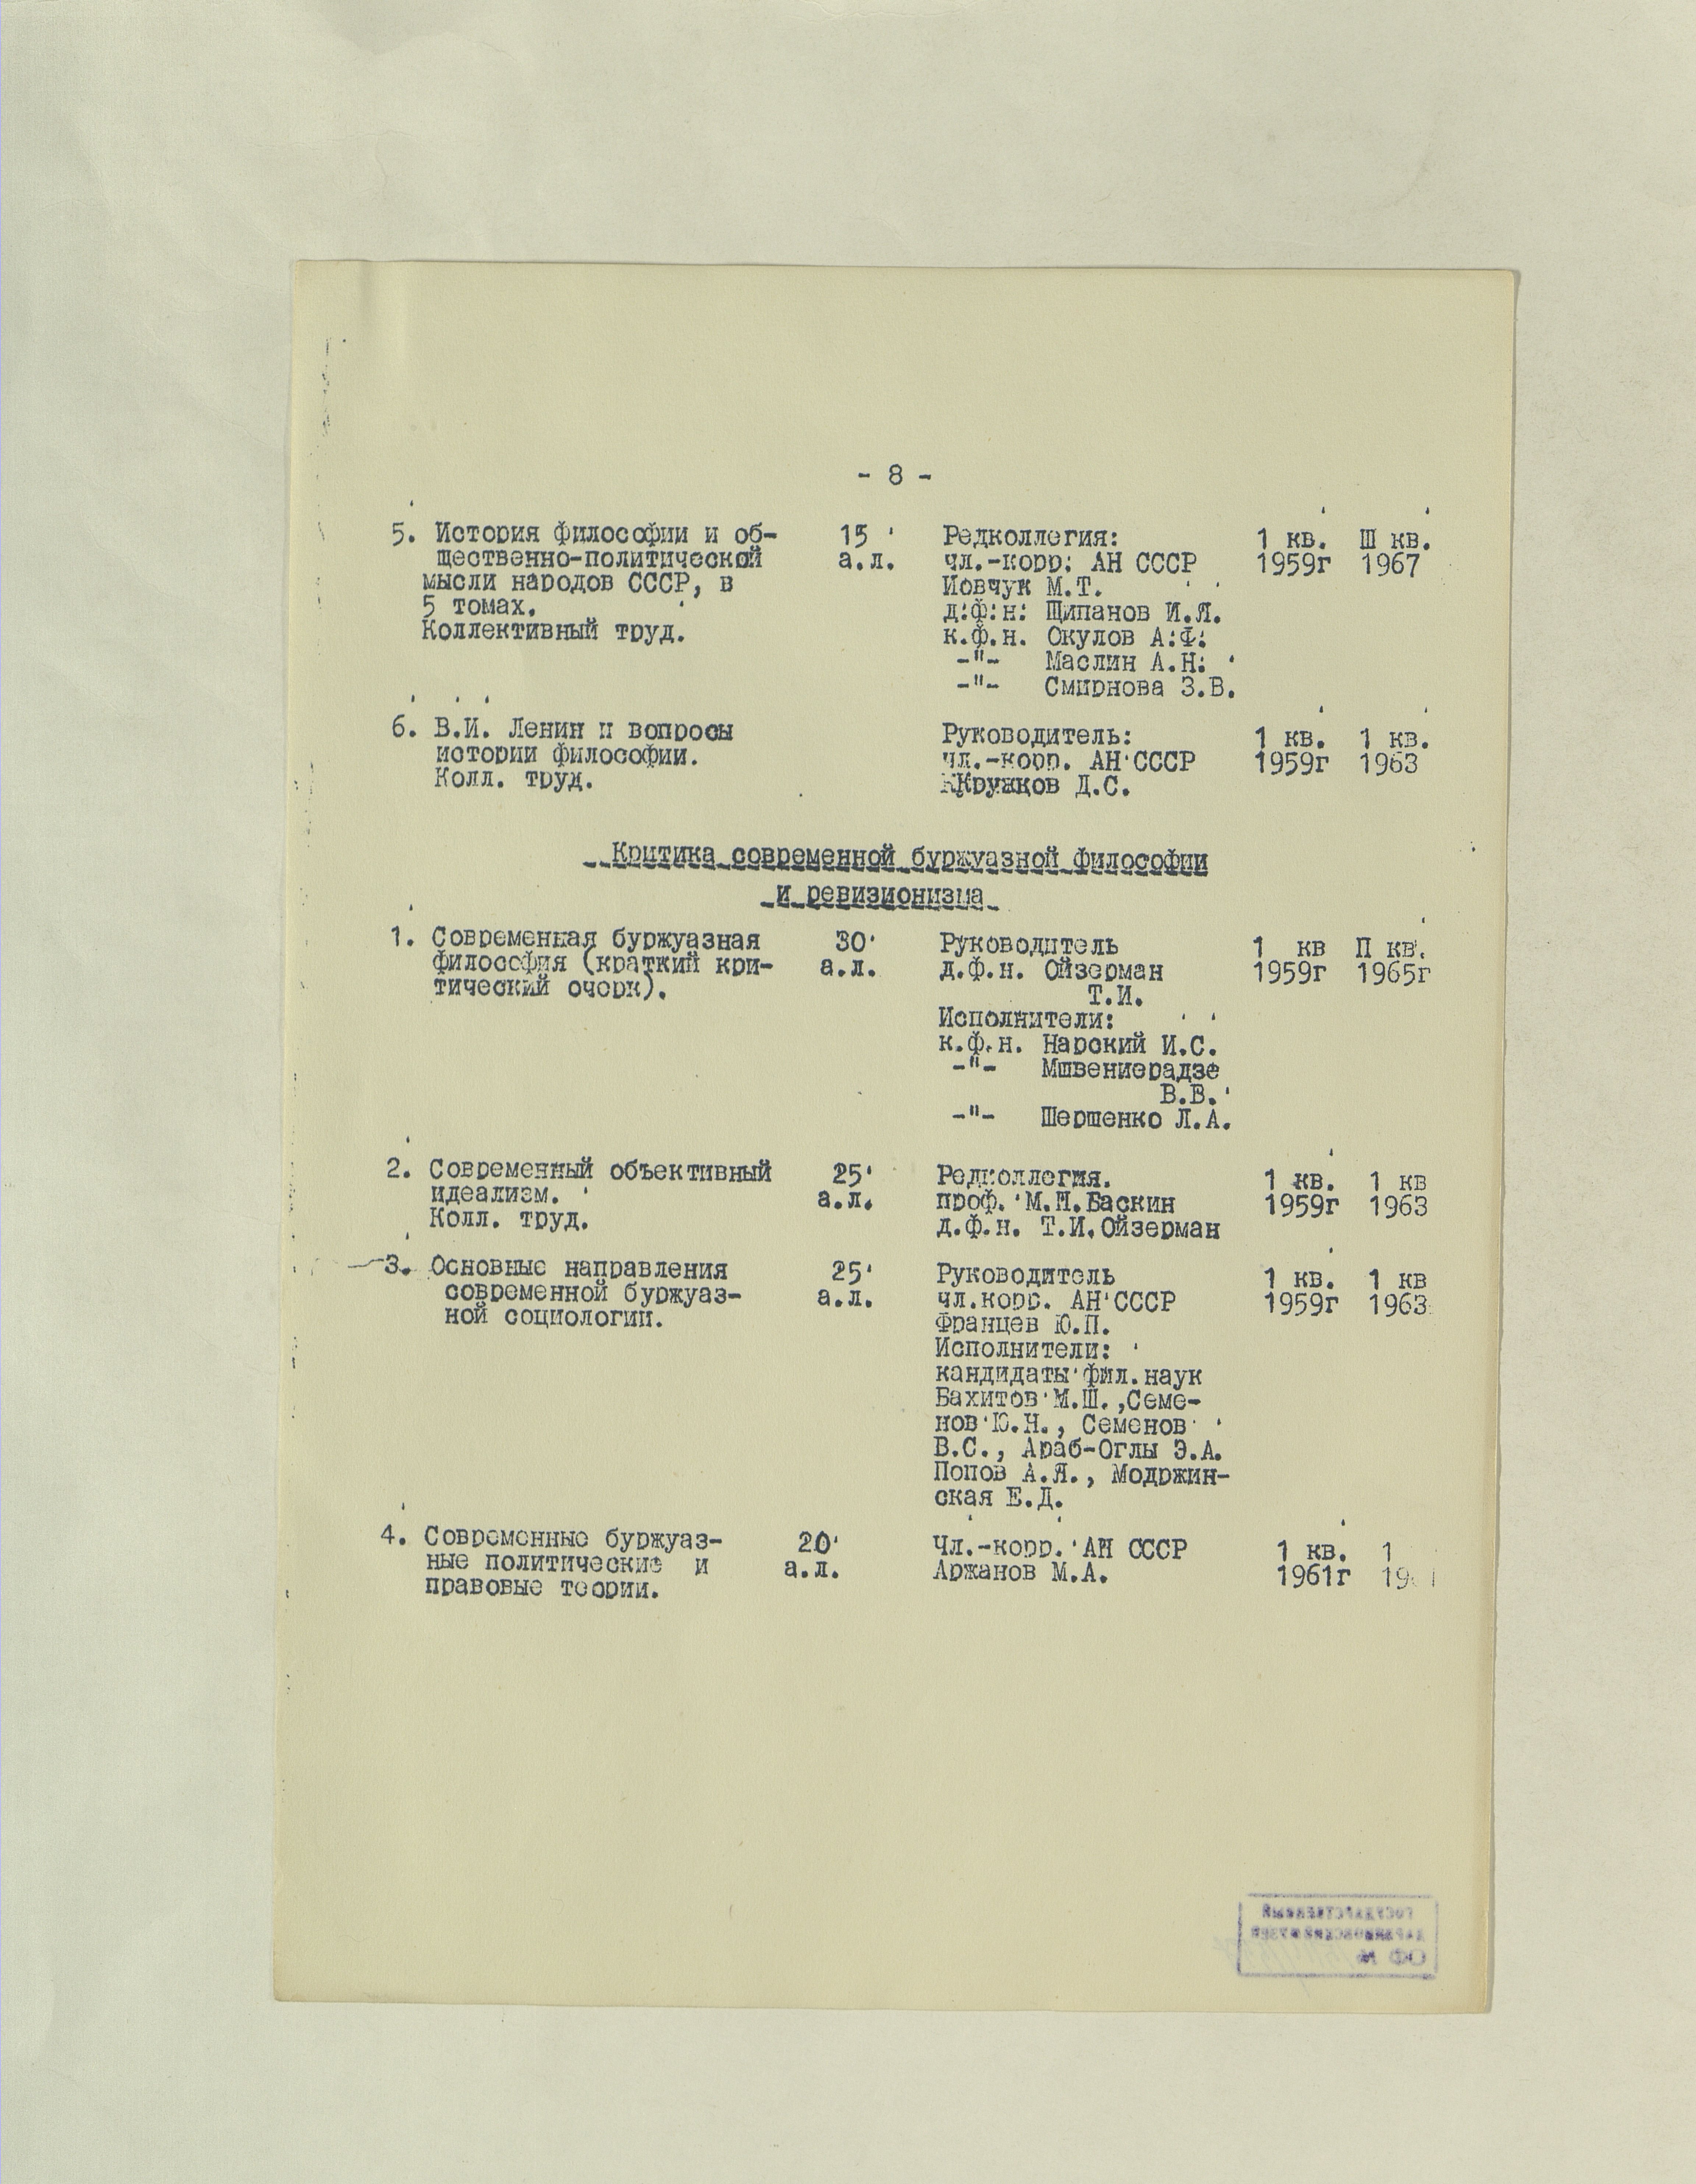 - 8 -
5. История философии и об- 15 Редколлегия: 1 кв. Ш кв.
щественно-политической а.л. чл.-корр. АН СССР 1959г 1967
мысли народов СССР, в Иовчук М.Т.
5 томах. д.ф.н. Щипанов И.Я.
Коллективный труд. к.ф.н. Окулов А.Ф.
-"- Маслин А.Н.
-"- Смирнова З.В.
6. В.И. Ленин и вопросы Руководитель: 1 кв. 1 кв.
истории философии. чл.-корр. АН СССР 1959г 1963
Колл. труд. Кружков Д.С.
Критика современной буржуазной философии
и ревизионизма
1. Современная буржуазная 30 Руководитель 1 кв П кв.
философия (краткий кри- а.л. д.ф.н. Ойзерман 1959г 1965г
тический очерк). Т.И.
Исполнители:
к.ф.н. Нарский И.С.
-"- Мшвениерадзе
В.В.
-"- Шершенко Л.А.
2. Современный объективный 25 Редколлегия. 1 кв. 1 кв
идеализм. а.л. проф. М.П.Баскин 1959г 1963
Колл. труд. д.ф.н. Т.И.Ойзерман
3. Основные направления 25 Руководитель 1 кв. 1 кв
современной буржуаз- а.л. чл.корр. АН СССР 1959г 1963
ной социологии. Францев Ю.П.
Исполнители:
кандидаты фил.наук
Бахитов М.Ш.,Семе-
нов Ю.Н., Семенов
В.С., Араб-Оглы Э.А.
Попов А.Я., Модржин-
ская Е.Д.
4. Современные буржуаз- 20 Чл.-корр. АН СССР 1 кв. 1
ные политические и а.л. Аржанов М.А. 1961г
правовые теории.
ГОСУДАРСТВЕННЫЙ
ДАРВИНОВСКИЙ МУЗЕЙ
ОФ №